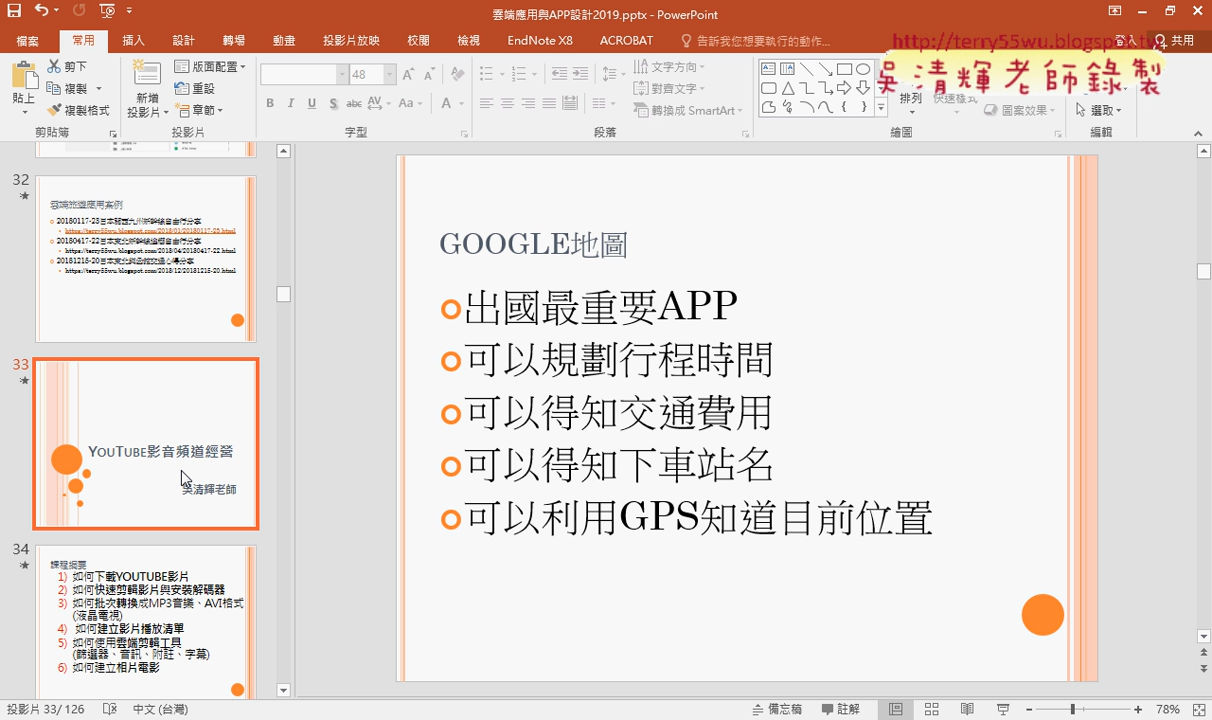 雲端應用與APP設計2019.pptx - PowerPoint
檔案 常用 插入 設計 轉場 動畫 投影片放映 校閱 檢視 EndNote X8 ACROBAT 告訴我您想要執行的動作... 登入 共用
http://terry55wu.blogspot.tw
吳清輝老師錄製
貼上 剪下 複製 複製格式 新增投影片 版面配置 重設 章節 48 文字方向 對齊文字 轉換成 SmartArt 排列 快速樣式 圖案效果 選取
剪貼簿 投影片 字型 段落 繪圖 編輯
32
雲端旅遊應用案例
33
YOUTUBE影音頻道經營
吳清輝老師
34
課程摘要
1) 如何下載YOUTUBE影片
2) 如何快速剪輯影片與安裝解碼器
3) 如何批次轉換成MP3音樂、AVI格式
(液晶電視)
4) 如何建立影片播放清單
5) 如何使用雲端剪輯工具
(篩選器、音訊、附註、字幕)
6) 如何建立相片電影
GOOGLE地圖
出國最重要APP
可以規劃行程時間
可以得知交通費用
可以得知下車站名
可以利用GPS知道目前位置
投影片 33/126 中文 (台灣) 備忘稿 註解 78%